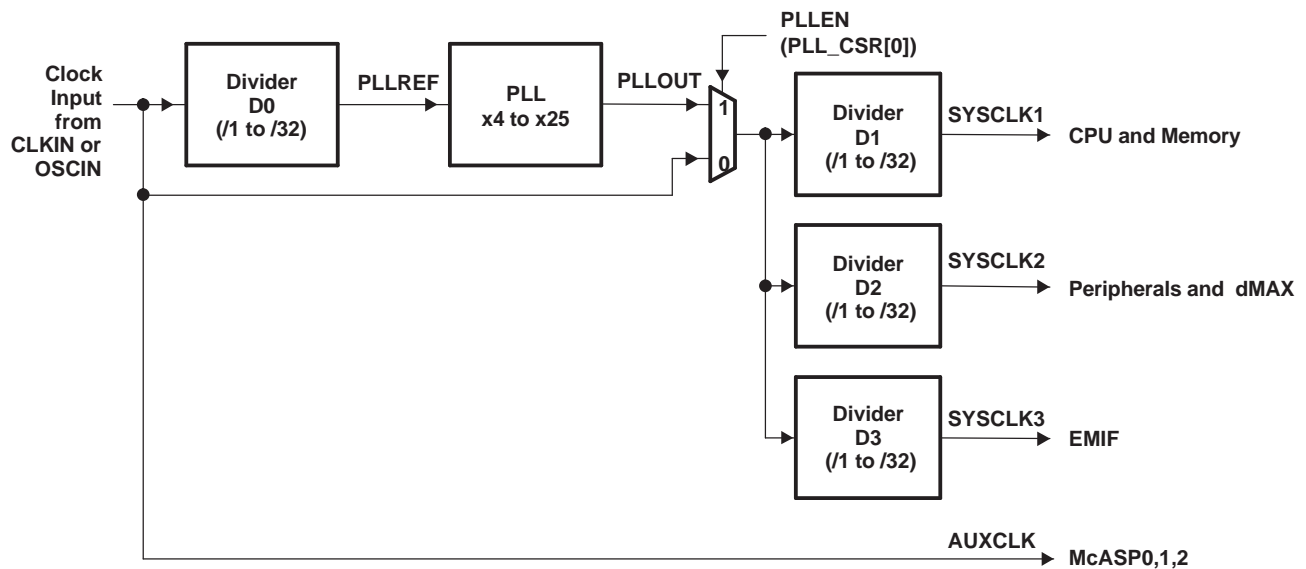 PLLEN
(PLL_CSR[0])
Clock
Input
from
CLKIN or
OSCIN
Divider
D0
(/1 to /32)
PLLREF
PLL
x4 to x25
PLLOUT
1
0
Divider
D1
(/1 to /32)
SYSCLK1
CPU and Memory
Divider
D2
(/1 to /32)
SYSCLK2
Peripherals and dMAX
Divider
D3
(/1 to /32)
SYSCLK3
EMIF
AUXCLK
McASP0,1,2